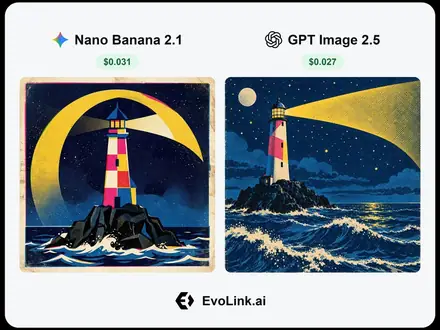 Nano Banana 2.1
$0.031
GPT Image 2.5
$0.027
EvoLink.ai